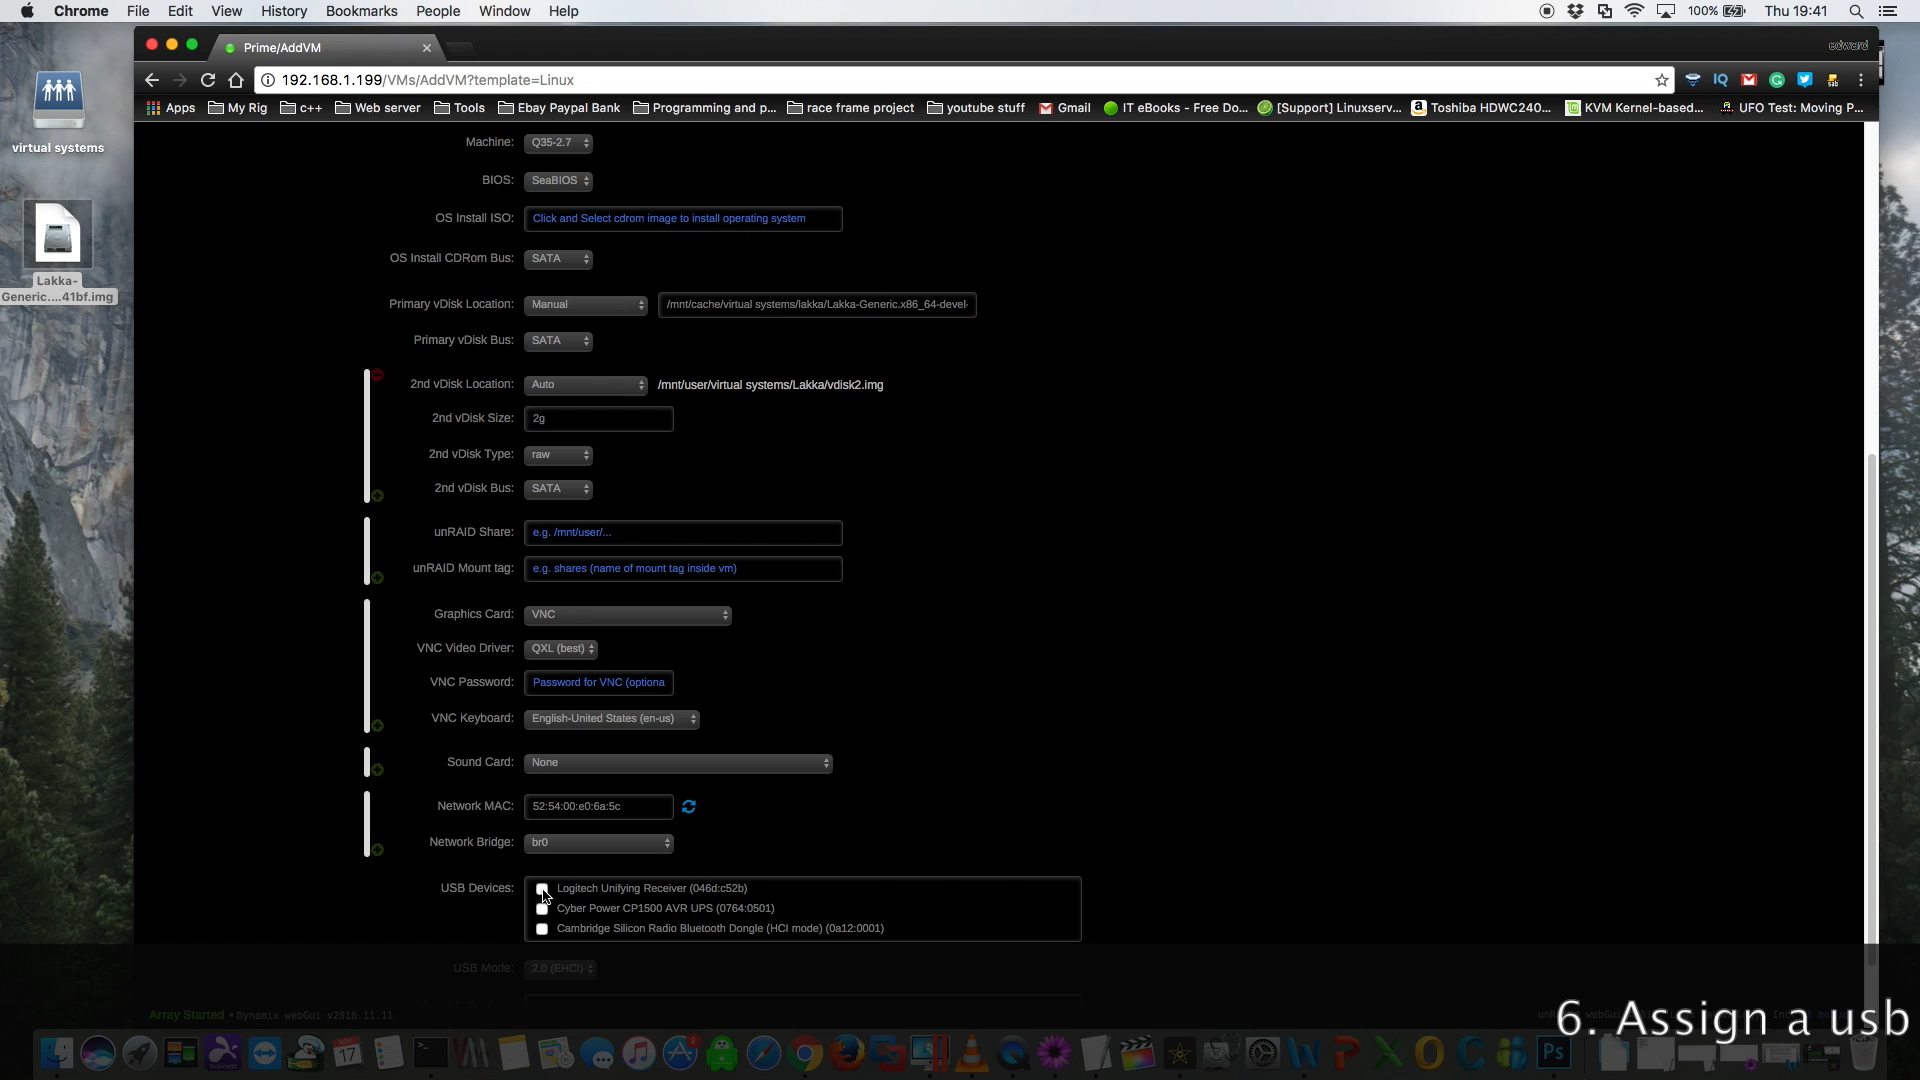 Chrome File Edit View History Bookmarks People Window Help 100% Thu 19:41
Prime/AddVM edward
192.168.1.199/VMs/AddVM?template=Linux
Apps My Rig c++ Web server Tools Ebay Paypal Bank Programming and p... race frame project youtube stuff Gmail IT eBooks - Free Do... [Support] Linuxserv... Toshiba HDWC240... KVM Kernel-based... UFO Test: Moving P...
virtual systems
Lakka-
Generic....41bf.img
Machine: Q35-2.7
BIOS: SeaBIOS
OS Install ISO: Click and Select cdrom image to install operating system
OS Install CDRom Bus: SATA
Primary vDisk Location: Manual /mnt/cache/virtual systems/lakka/Lakka-Generic.x86_64-devel-
Primary vDisk Bus: SATA
2nd vDisk Location: Auto /mnt/user/virtual systems/Lakka/vdisk2.img
2nd vDisk Size: 2g
2nd vDisk Type: raw
2nd vDisk Bus: SATA
unRAID Share: e.g. /mnt/user/...
unRAID Mount tag: e.g. shares (name of mount tag inside vm)
Graphics Card: VNC
VNC Video Driver: QXL (best)
VNC Password: Password for VNC (optiona
VNC Keyboard: English-United States (en-us)
Sound Card: None
Network MAC: 52:54:00:e0:6a:5c
Network Bridge: br0
USB Devices: Logitech Unifying Receiver (046d:c52b)
Cyber Power CP1500 AVR UPS (0764:0501)
Cambridge Silicon Radio Bluetooth Dongle (HCI mode) (0a12:0001)
USB Mode: 2.0 (EHCI)
Array Started • Dynamix webGui v2016.11.11
6. Assign a usb